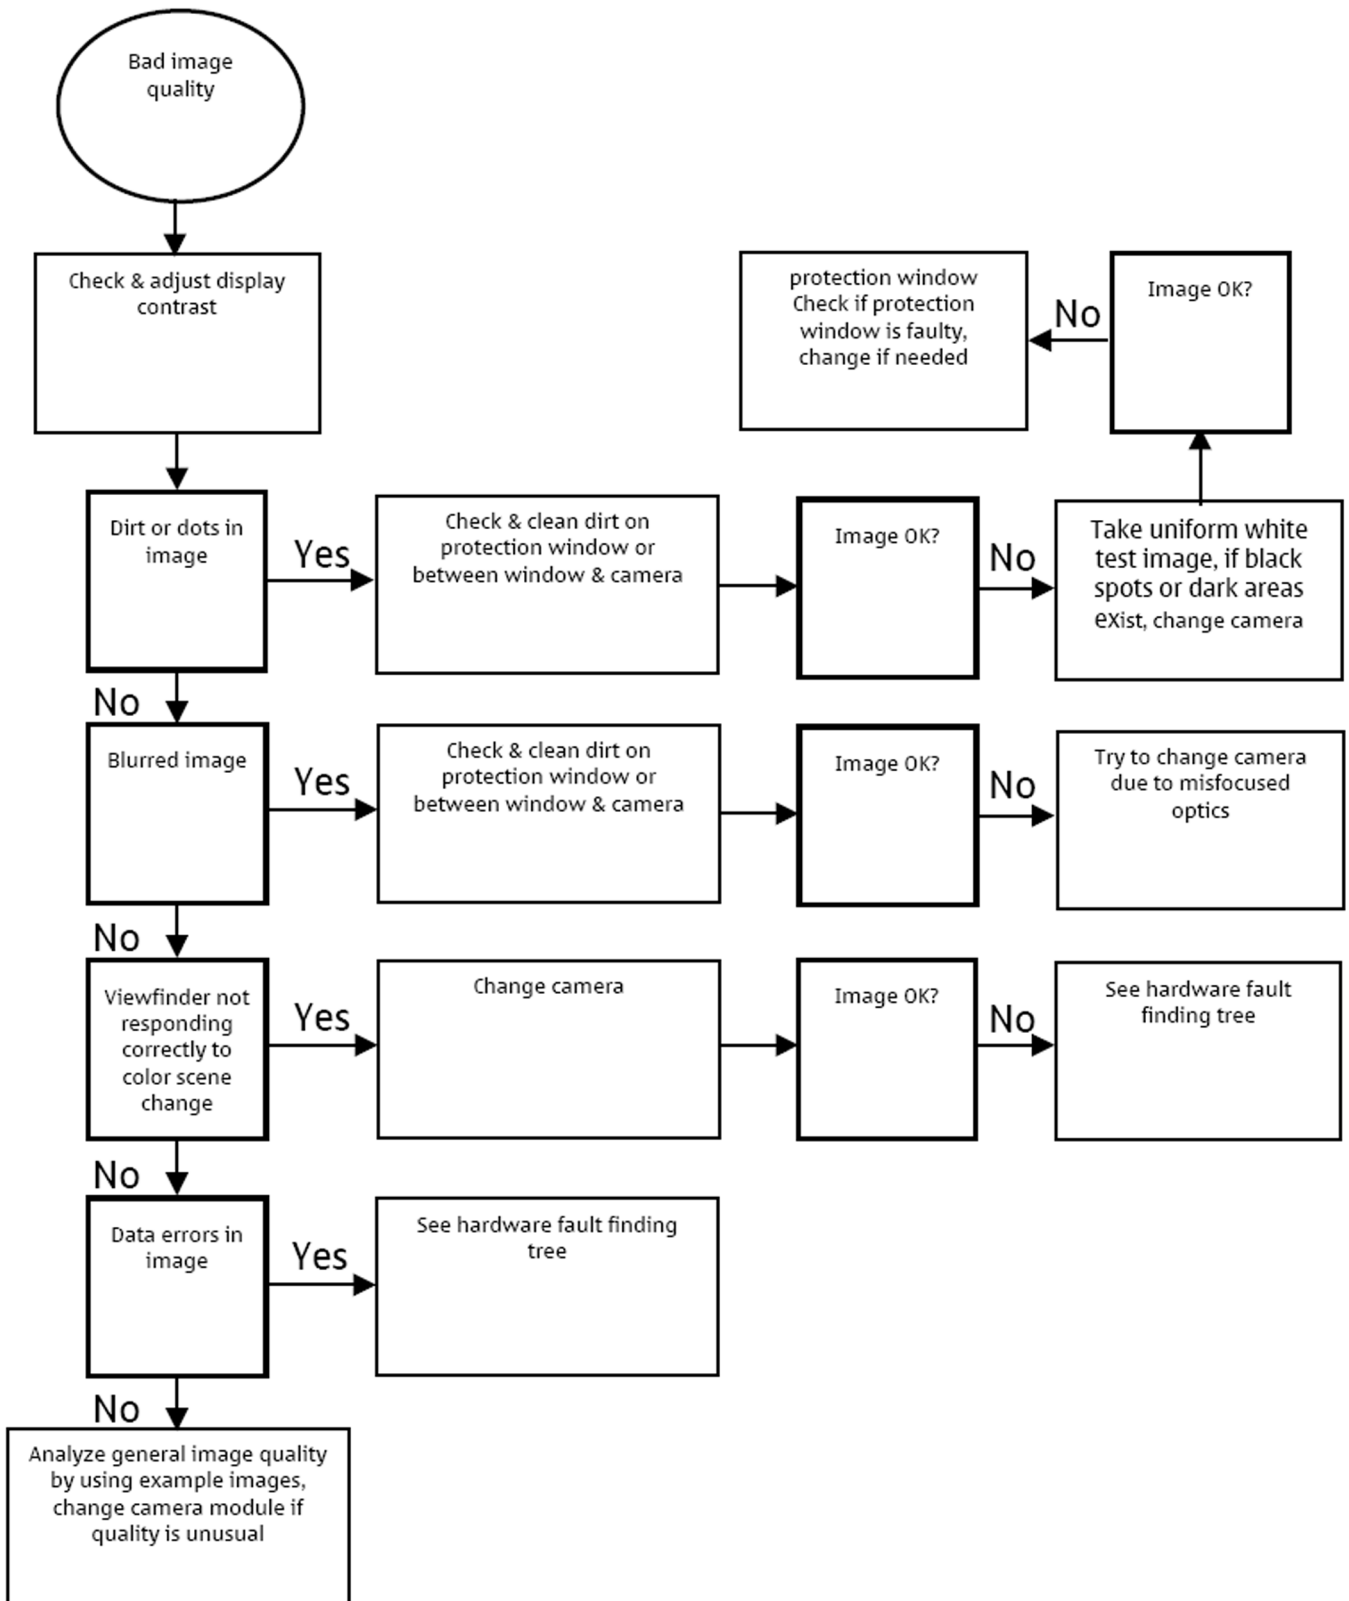 Bad image
quality
Check & adjust display
contrast
protection window
Check if protection
window is faulty,
change if needed
No
Image OK?
Dirt or dots in
image
Yes
Check & clean dirt on
protection window or
between window & camera
Image OK?
No
Take uniform white
test image, if black
spots or dark areas
exist, change camera
No
Blurred image
Yes
Check & clean dirt on
protection window or
between window & camera
Image OK?
No
Try to change camera
due to misfocused
optics
No
Viewfinder not
responding
correctly to
color scene
change
Yes
Change camera
Image OK?
No
See hardware fault
finding tree
No
Data errors in
image
Yes
See hardware fault finding
tree
No
Analyze general image quality
by using example images,
change camera module if
quality is unusual